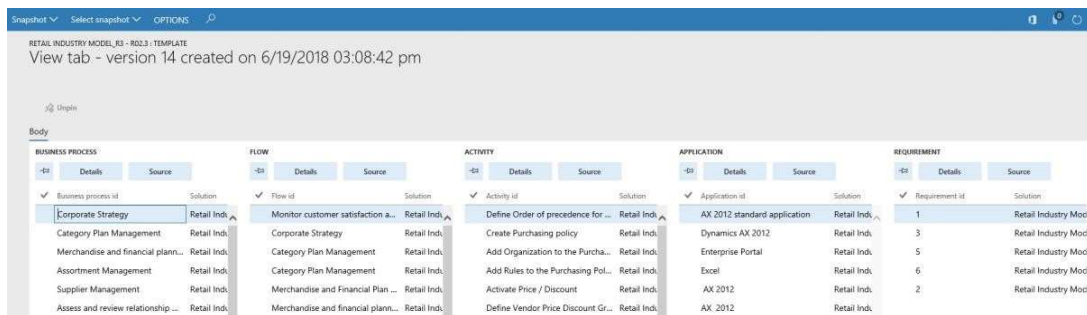 Snapshot Select snapshot OPTIONS 0
RETAIL INDUSTRY MODEL_R3 - R02.3 : TEMPLATE
View tab - version 14 created on 6/19/2018 03:08:42 pm
Unpin
Body
BUSINESS PROCESS FLOW ACTIVITY APPLICATION REQUIREMENT
Details Source Details Source Details Source Details Source Details Source
Business process id Solution Flow id Solution Activity id Solution Application id Solution Requirement id Solution
Corporate Strategy Retail Indu Monitor customer satisfaction a... Retail Indu Define Order of precedence for ... Retail Indu AX 2012 standard application Retail Indu 1 Retail Industry Mod
Category Plan Management Retail Indu Corporate Strategy Retail Indu Create Purchasing policy Retail Indu Dynamics AX 2012 Retail Indu 3 Retail Industry Mod
Merchandise and financial plann... Retail Indu Category Plan Management Retail Indu Add Organization to the Purcha... Retail Indu Enterprise Portal Retail Indu 5 Retail Industry Mod
Assortment Management Retail Indu Category Plan Management Retail Indu Add Rules to the Purchasing Pol... Retail Indu Excel Retail Indu 6 Retail Industry Mod
Supplier Management Retail Indu Merchandise and Financial Plan ... Retail Indu Activate Price / Discount Retail Indu AX 2012 Retail Indu 2 Retail Industry Mod
Assess and review relationship ... Retail Indu Merchandise and financial plann... Retail Indu Define Vendor Price Discount Gr... Retail Indu AX 2012 Retail Indu